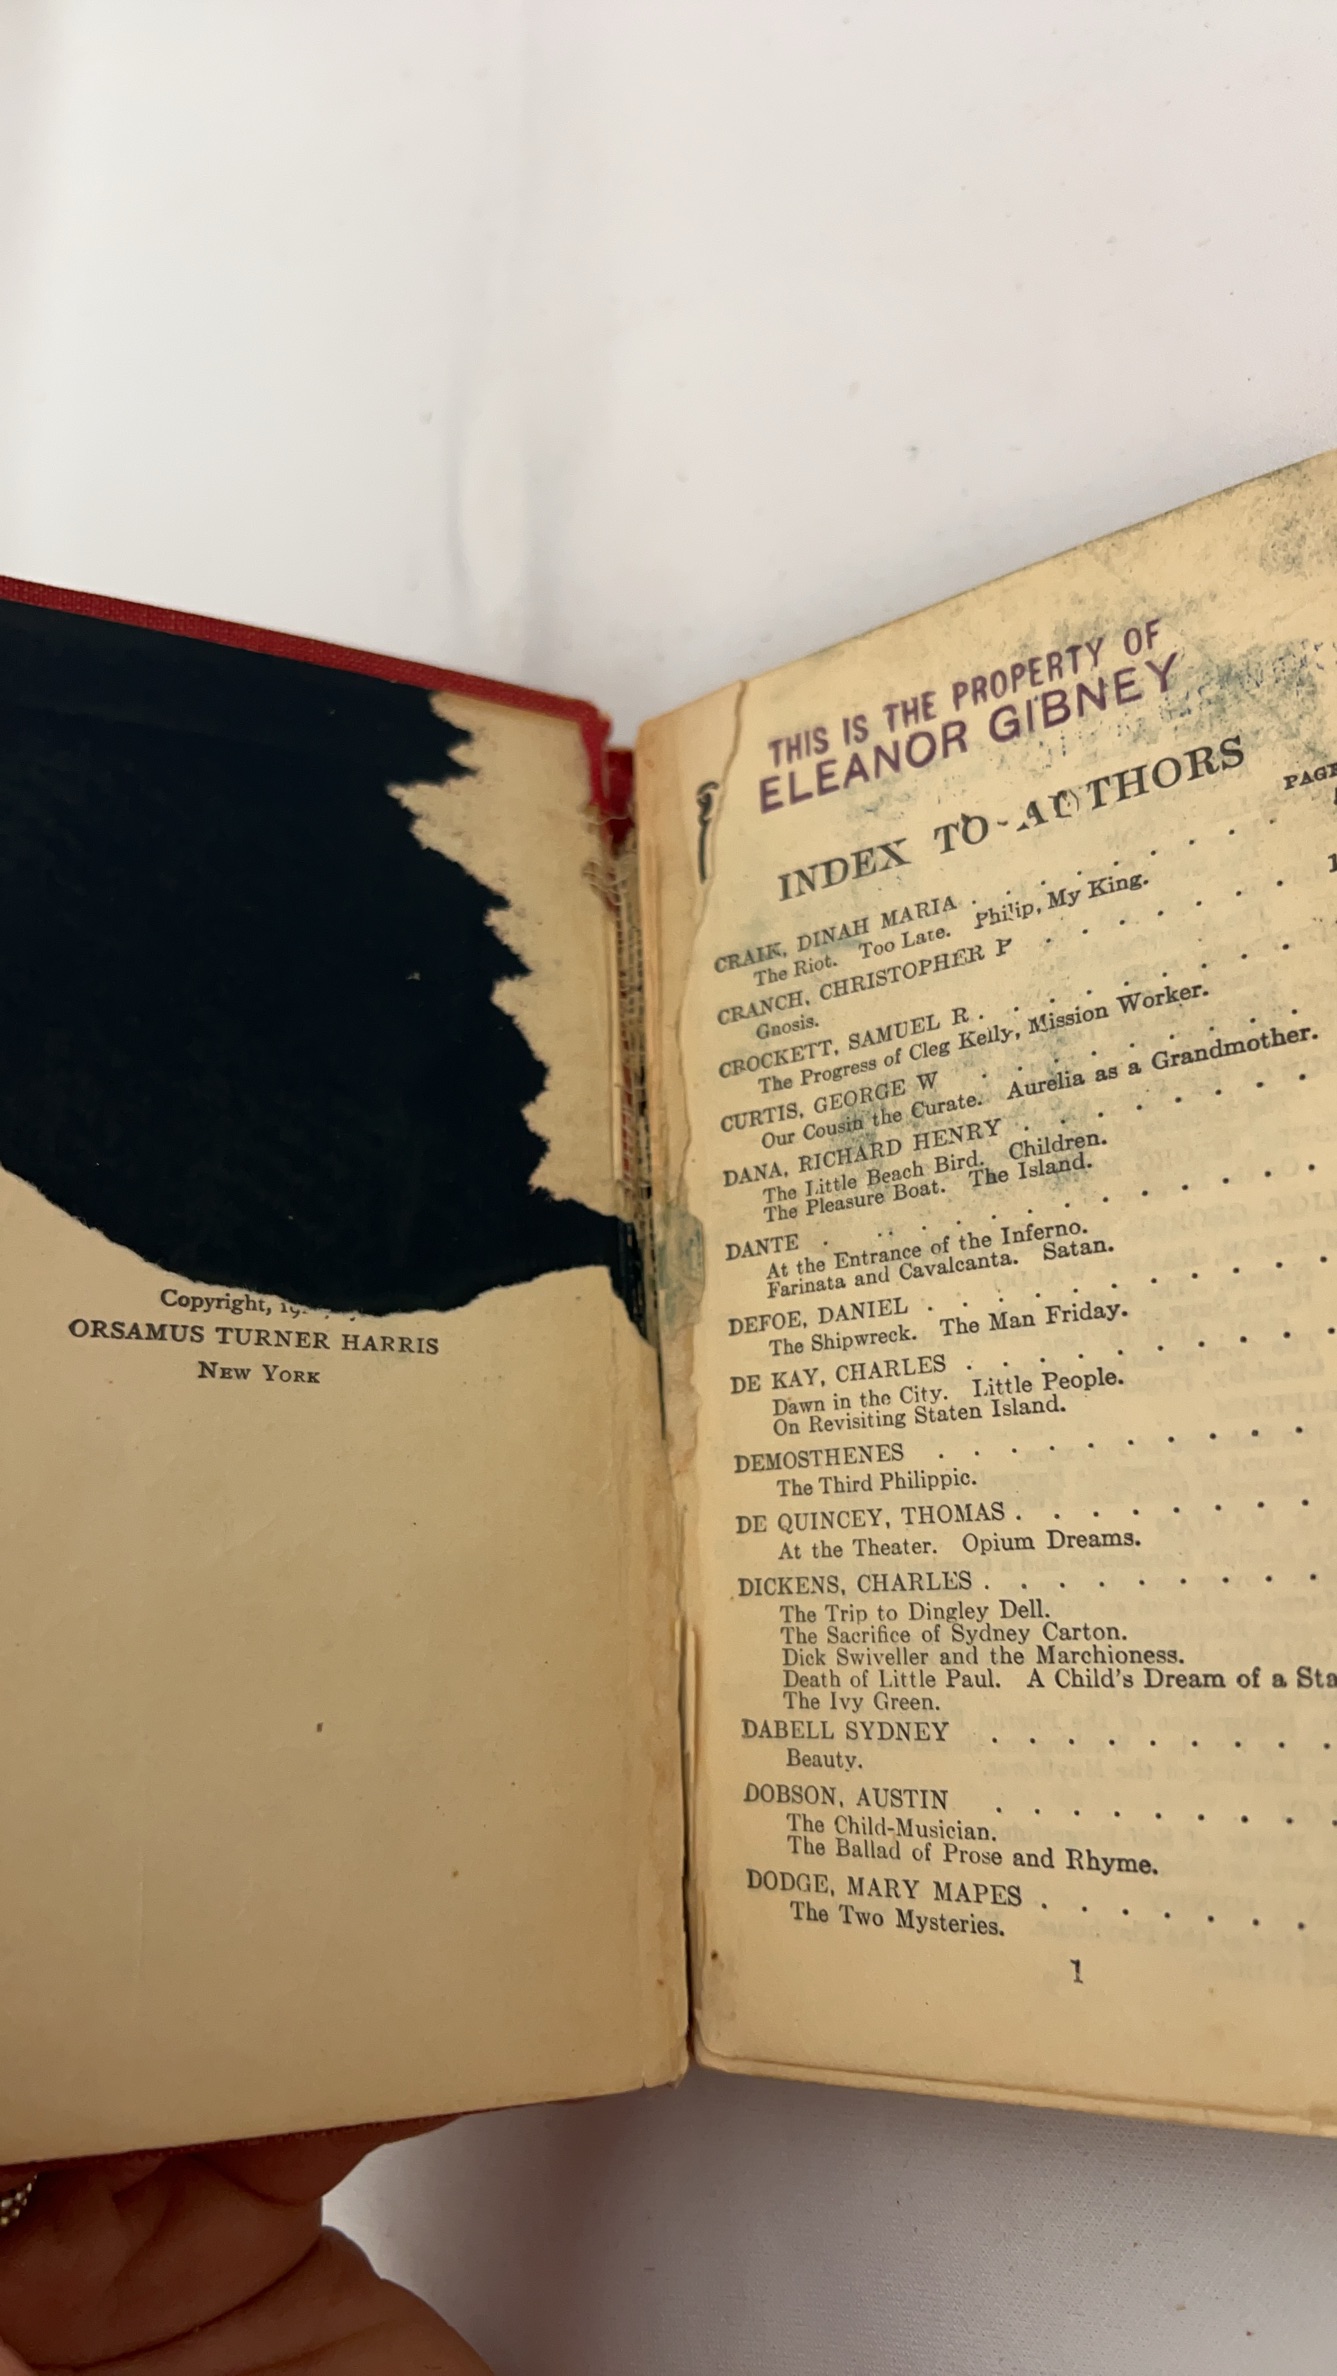 Copyright,
ORSAMUS TURNER HARRIS
NEW YORK
THIS IS THE PROPERTY OF
ELEANOR GIBNEY
INDEX TO AUTHORS
PAGE
CRAIK, DINAH MARIA . . . . . . . . .
The Riot. Too Late. Philip, My King.
CRANCH, CHRISTOPHER P . . . . . . .
Gnosis.
CROCKETT, SAMUEL R . . . . . . . . .
The Progress of Cleg Kelly, Mission Worker.
CURTIS, GEORGE W . . . . . . . . .
Our Cousin the Curate. Aurelia as a Grandmother.
DANA, RICHARD HENRY . . . . . . . .
The Little Beach Bird. Children.
The Pleasure Boat. The Island.
DANTE . . . . . . . . . . . . .
At the Entrance of the Inferno.
Farinata and Cavalcanta. Satan.
DEFOE, DANIEL . . . . . . . . . . .
The Shipwreck. The Man Friday.
DE KAY, CHARLES . . . . . . . . . .
Dawn in the City. Little People.
On Revisiting Staten Island.
DEMOSTHENES . . . . . . . . . .
The Third Philippic.
DE QUINCEY, THOMAS . . . . . . . .
At the Theater. Opium Dreams.
DICKENS, CHARLES . . . . . . . . .
The Trip to Dingley Dell.
The Sacrifice of Sydney Carton.
Dick Swiveller and the Marchioness.
Death of Little Paul. A Child's Dream of a Sta
The Ivy Green.
DABELL SYDNEY . . . . . . . . .
Beauty.
DOBSON, AUSTIN . . . . . . . . .
The Child-Musician.
The Ballad of Prose and Rhyme.
DODGE, MARY MAPES . . . . . . .
The Two Mysteries.
1